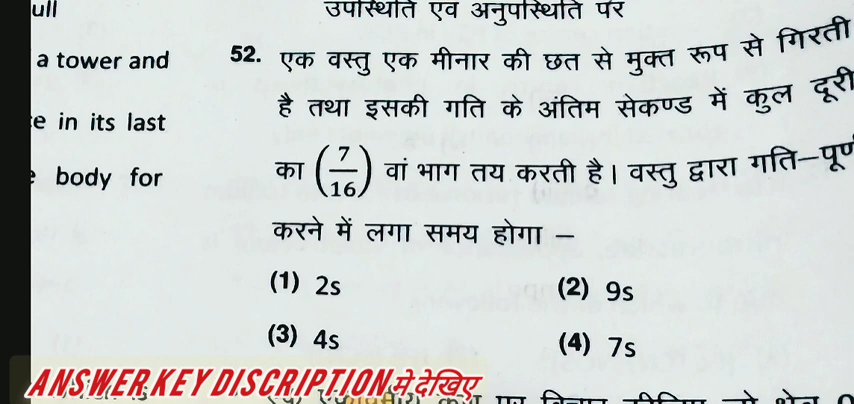 ull
उपस्थिति एवं अनुपस्थिति पर
a tower and
52. एक वस्तु एक मीनार की छत से मुक्त रूप से गिरती
है तथा इसकी गति के अंतिम सेकण्ड में कुल दूरी
e in its last
का (7/16) वां भाग तय करती है। वस्तु द्वारा गति-पूर्ण
body for
करने में लगा समय होगा –
(1) 2s (2) 9s
(3) 4s (4) 7s
ANSWER KEY DISCRIPTION मे देखिए